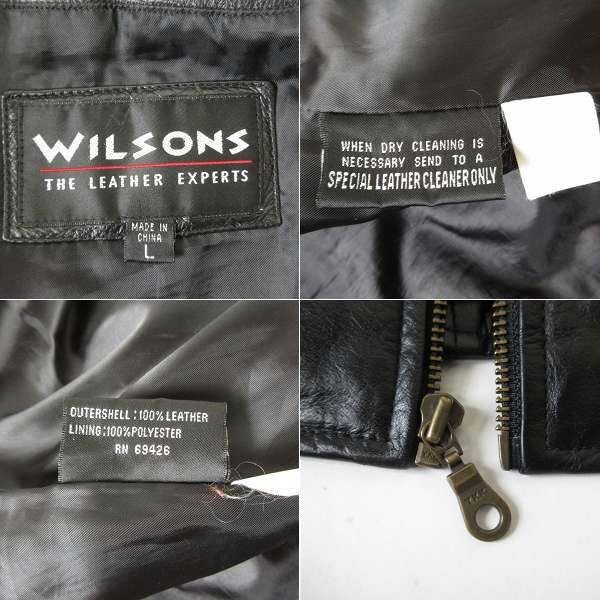 WILSONS
THE LEATHER EXPERTS
MADE IN
CHINA
L
WHEN DRY CLEANING IS
NECESSARY SEND TO A
SPECIAL LEATHER CLEANER ONLY
OUTERSHELL:100%LEATHER
LINING:100%POLYESTER
RN 69426
YKK